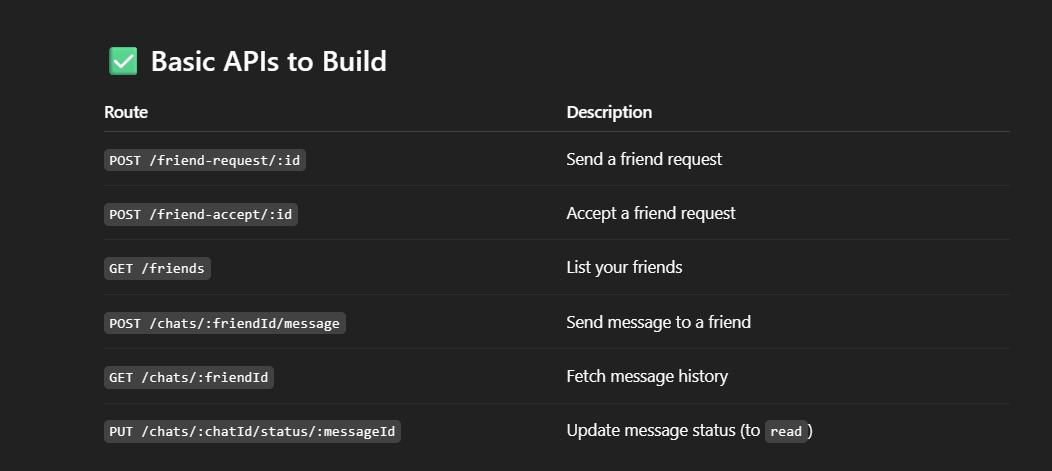 ✅ Basic APIs to Build
Route Description
POST /friend-request/:id Send a friend request
POST /friend-accept/:id Accept a friend request
GET /friends List your friends
POST /chats/:friendId/message Send message to a friend
GET /chats/:friendId Fetch message history
PUT /chats/:chatId/status/:messageId Update message status (to read)